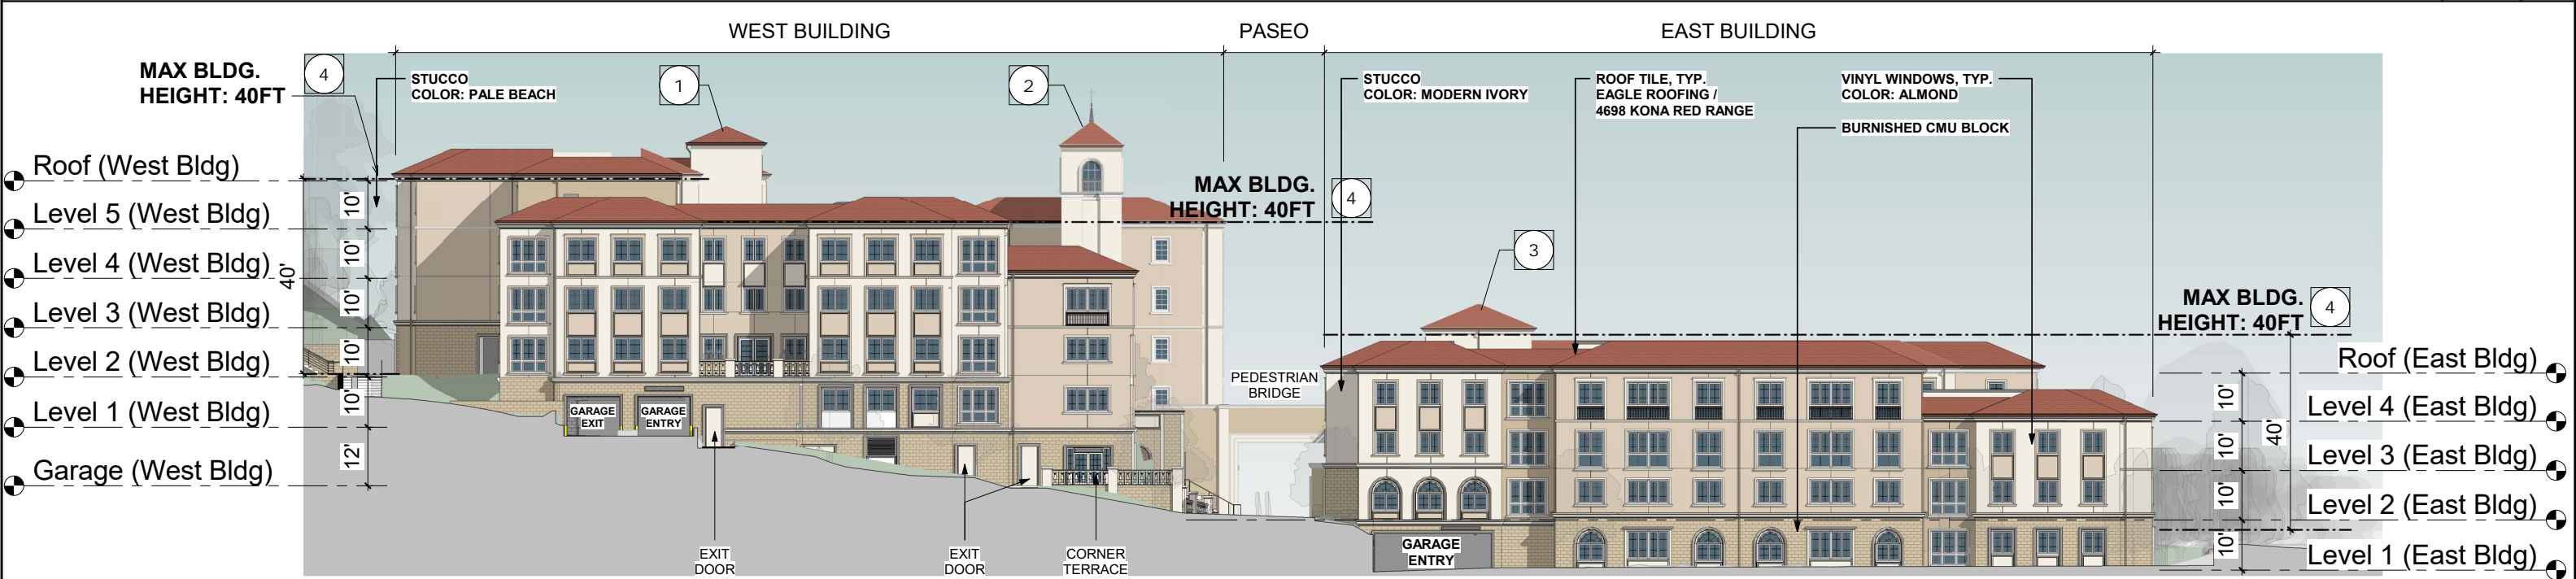 WEST BUILDING
PASEO
EAST BUILDING
MAX BLDG.
HEIGHT: 40FT
4
STUCCO
COLOR: PALE BEACH
1
2
STUCCO
COLOR: MODERN IVORY
ROOF TILE, TYP.
EAGLE ROOFING /
4698 KONA RED RANGE
VINYL WINDOWS, TYP.
COLOR: ALMOND
BURNISHED CMU BLOCK
MAX BLDG.
HEIGHT: 40FT
4
3
MAX BLDG.
HEIGHT: 40FT
4
Roof (West Bldg)
Level 5 (West Bldg)
Level 4 (West Bldg)
Level 3 (West Bldg)
Level 2 (West Bldg)
Level 1 (West Bldg)
Garage (West Bldg)
40'
10'
10'
10'
10'
10'
12'
GARAGE
EXIT
GARAGE
ENTRY
PEDESTRIAN
BRIDGE
EXIT
DOOR
EXIT
DOOR
CORNER
TERRACE
GARAGE
ENTRY
10'
10'
10'
10'
40'
Roof (East Bldg)
Level 4 (East Bldg)
Level 3 (East Bldg)
Level 2 (East Bldg)
Level 1 (East Bldg)